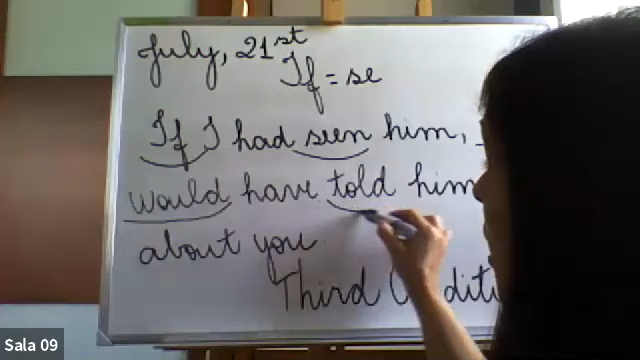 July, 21st
If = se
If I had seen him,
would have told him
about you.
Third
Sala 09